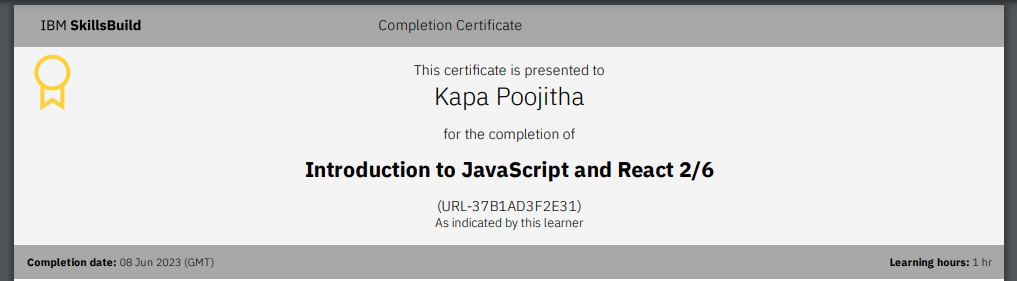 IBM SkillsBuild
Completion Certificate
This certificate is presented to
Kapa Poojitha
for the completion of
Introduction to JavaScript and React 2/6
(URL-37B1AD3F2E31)
As indicated by this learner
Completion date: 08 Jun 2023 (GMT)
Learning hours: 1 hr